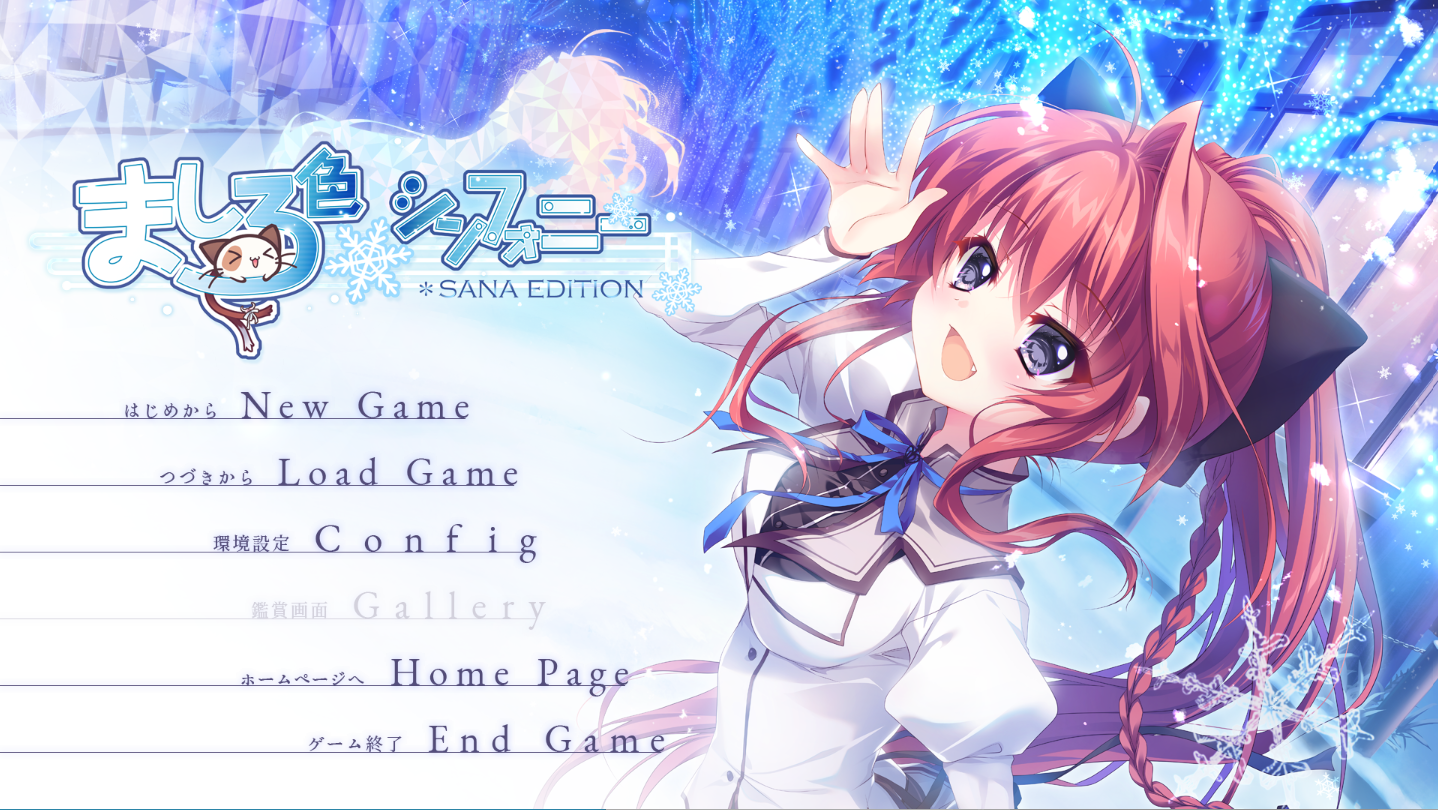 ましろ色 シンフォニー
*SANA EDITION
はじめから New Game
つづきから Load Game
環境設定 Config
鑑賞画面 Gallery
ホームページへ Home Page
ゲーム終了 End Game